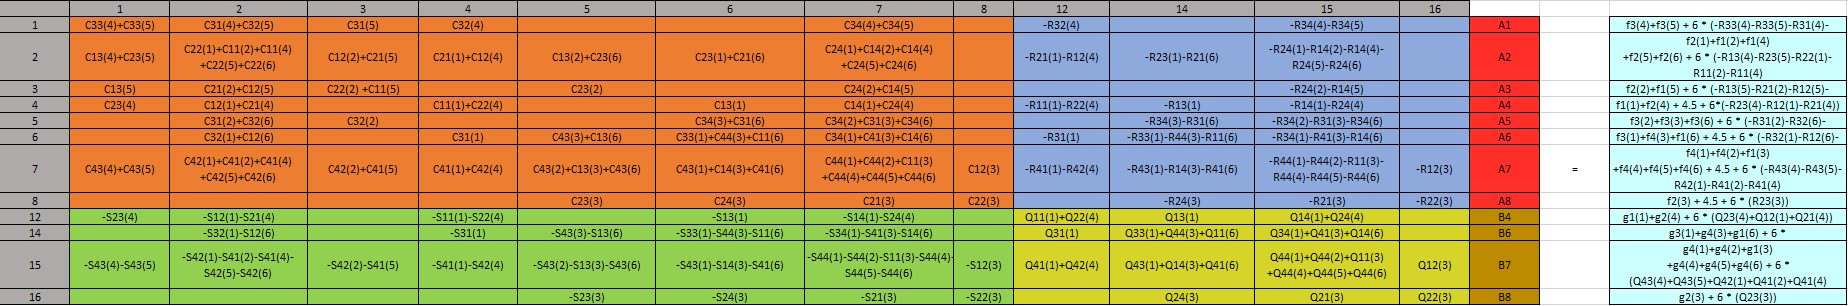 1 2 3 4 5 6 7 8 12 14 15 16
1 C33(4)+C33(5) C31(4)+C32(5) C31(5) C32(4) C34(4)+C34(5) -R32(4) -R34(4)-R34(5) A1 f3(4)+f3(5) + 6 * (-R33(4)-R33(5)-R31(4)-
2 C13(4)+C23(5) C22(1)+C11(2)+C11(4) C12(2)+C21(5) C21(1)+C12(4) C13(2)+C23(6) C23(1)+C21(6) C24(1)+C14(2)+C14(4) -R21(1)-R12(4) -R23(1)-R21(6) -R24(1)-R14(2)-R14(4)- A2 f2(1)+f1(2)+f1(4)
+C22(5)+C22(6) +C24(5)+C24(6) R24(5)-R24(6) +f2(5)+f2(6) + 6 * (-R13(4)-R23(5)-R22(1)-
R11(2)-R11(4)
3 C13(5) C21(2)+C12(5) C22(2) +C11(5) C23(2) C24(2)+C14(5) -R24(2)-R14(5) A3 f2(2)+f1(5) + 6 * (-R13(5)-R21(2)-R12(5)-
4 C23(4) C12(1)+C21(4) C11(1)+C22(4) C13(1) C14(1)+C24(4) -R11(1)-R22(4) -R13(1) -R14(1)-R24(4) A4 f1(1)+f2(4) + 4.5 + 6*(-R23(4)-R12(1)-R21(4))
5 C31(2)+C32(6) C32(2) C34(3)+C31(6) C34(2)+C31(3)+C34(6) -R34(3)-R31(6) -R34(2)-R31(3)-R34(6) A5 f3(2)+f3(3)+f3(6) + 6 * (-R31(2)-R32(6)-
6 C32(1)+C12(6) C31(1) C43(3)+C13(6) C33(1)+C44(3)+C11(6) C34(1)+C41(3)+C14(6) -R31(1) -R33(1)-R44(3)-R11(6) -R34(1)-R41(3)-R14(6) A6 f3(1)+f4(3)+f1(6) + 4.5 + 6 * (-R32(1)-R12(6)-
7 C43(4)+C43(5) C42(1)+C41(2)+C41(4) C42(2)+C41(5) C41(1)+C42(4) C43(2)+C13(3)+C43(6) C43(1)+C14(3)+C41(6) C44(1)+C44(2)+C11(3) C12(3) -R41(1)-R42(4) -R43(1)-R14(3)-R41(6) -R44(1)-R44(2)-R11(3)- -R12(3) A7 = f4(1)+f4(2)+f1(3)
+C42(5)+C42(6) +C44(4)+C44(5)+C44(6) R44(4)-R44(5)-R44(6) +f4(4)+f4(5)+f4(6) + 4.5 + 6 * (-R43(4)-R43(5)-
R42(1)-R41(2)-R41(4)
8 C23(3) C24(3) C21(3) C22(3) -R24(3) -R21(3) -R22(3) A8 f2(3) + 4.5 + 6 * (R23(3))
12 -S23(4) -S12(1)-S21(4) -S11(1)-S22(4) -S13(1) -S14(1)-S24(4) Q11(1)+Q22(4) Q13(1) Q14(1)+Q24(4) B4 g1(1)+g2(4) + 6 * (Q23(4)+Q12(1)+Q21(4))
14 -S32(1)-S12(6) -S31(1) -S43(3)-S13(6) -S33(1)-S44(3)-S11(6) -S34(1)-S41(3)-S14(6) Q31(1) Q33(1)+Q44(3)+Q11(6) Q34(1)+Q41(3)+Q14(6) B6 g3(1)+g4(3)+g1(6) + 6 *
15 -S43(4)-S43(5) -S42(1)-S41(2)-S41(4)- -S42(2)-S41(5) -S41(1)-S42(4) -S43(2)-S13(3)-S43(6) -S43(1)-S14(3)-S41(6) -S44(1)-S44(2)-S11(3)-S44(4)- -S12(3) Q41(1)+Q42(4) Q43(1)+Q14(3)+Q41(6) Q44(1)+Q44(2)+Q11(3) Q12(3) B7 g4(1)+g4(2)+g1(3)
S42(5)-S42(6) S44(5)-S44(6) +Q44(4)+Q44(5)+Q44(6) +g4(4)+g4(5)+g4(6) + 6 *
(Q43(4)+Q43(5)+Q42(1)+Q41(2)+Q41(4)
16 -S23(3) -S24(3) -S21(3) -S22(3) Q24(3) Q21(3) Q22(3) B8 g2(3) + 6 * (Q23(3))